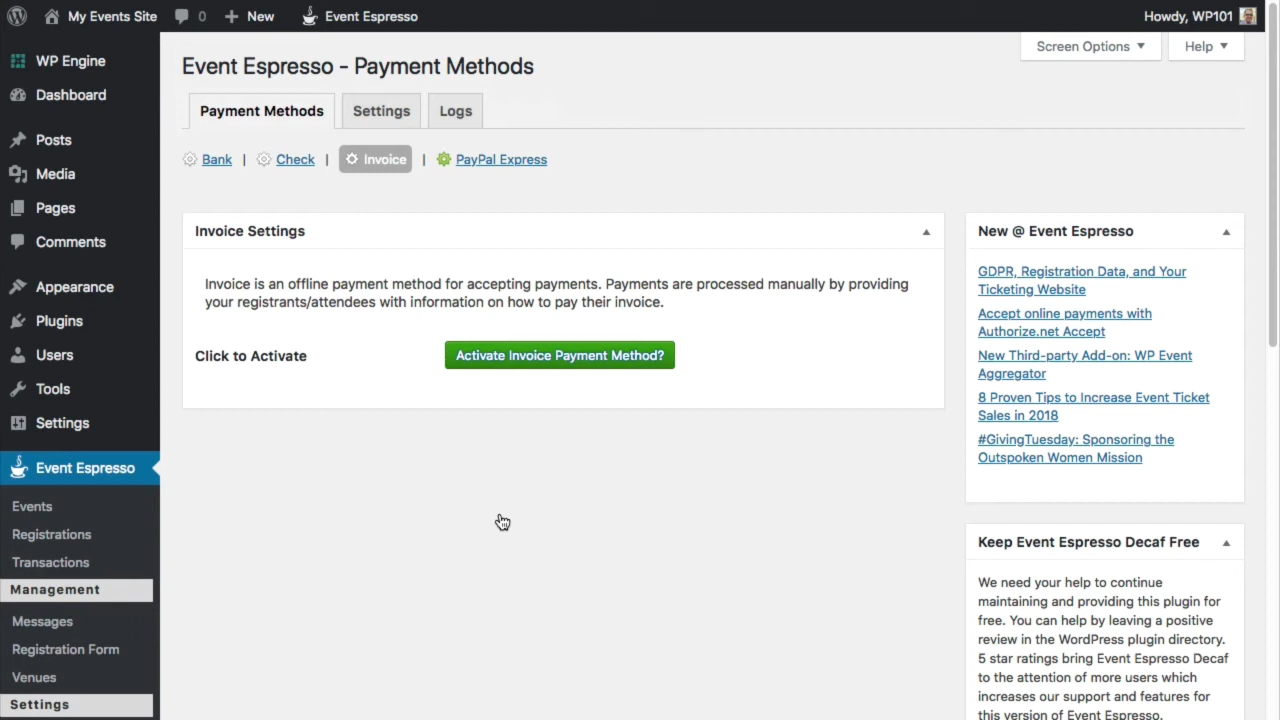 My Events Site 0 + New Event Espresso Howdy, WP101
Screen Options ▼ Help ▼
WP Engine
Dashboard
Posts
Media
Pages
Comments
Appearance
Plugins
Users
Tools
Settings
Event Espresso
Events
Registrations
Transactions
Management
Messages
Registration Form
Venues
Settings
Event Espresso - Payment Methods
Payment Methods Settings Logs
Bank | Check | Invoice | PayPal Express
Invoice Settings
Invoice is an offline payment method for accepting payments. Payments are processed manually by providing
your registrants/attendees with information on how to pay their invoice.
Click to Activate Activate Invoice Payment Method?
New @ Event Espresso
GDPR, Registration Data, and Your
Ticketing Website
Accept online payments with
Authorize.net Accept
New Third-party Add-on: WP Event
Aggregator
8 Proven Tips to Increase Event Ticket
Sales in 2018
#GivingTuesday: Sponsoring the
Outspoken Women Mission
Keep Event Espresso Decaf Free
We need your help to continue
maintaining and providing this plugin for
free. You can help by leaving a positive
review in the WordPress plugin directory.
5 star ratings bring Event Espresso Decaf
to the attention of more users which
increases our support and features for
this version of Event Espresso.